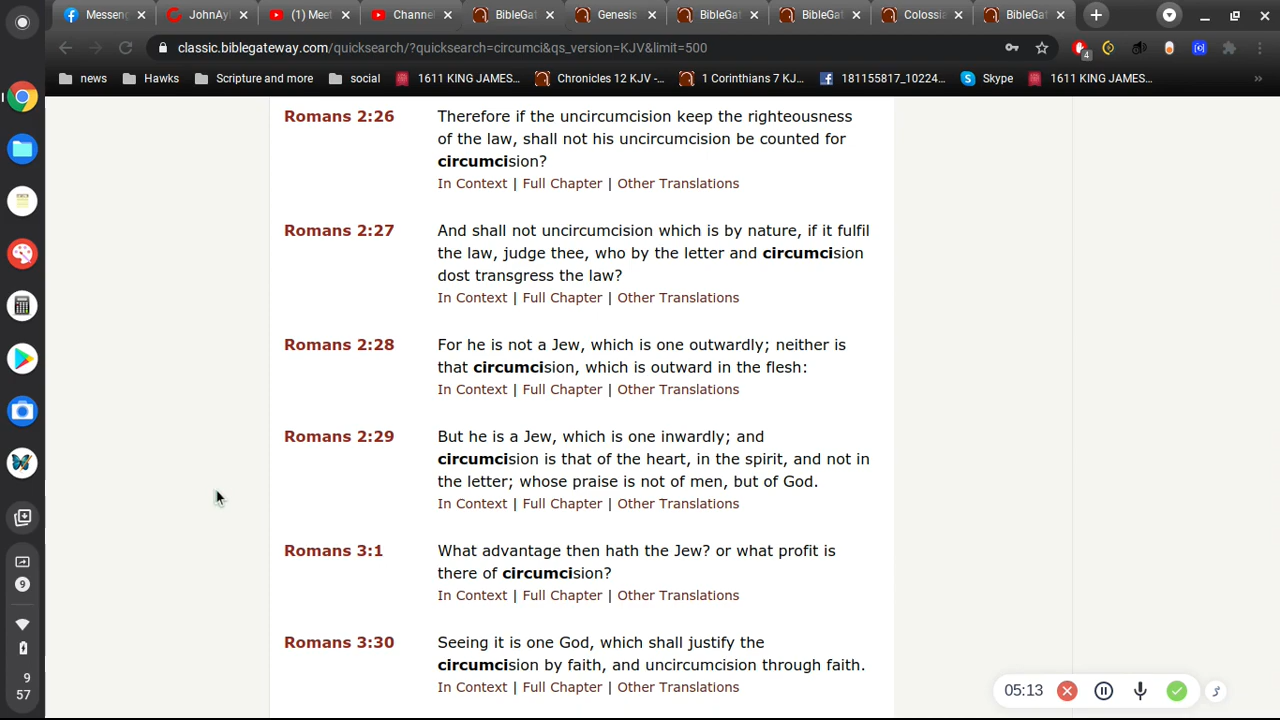 Messeng
JohnAyl
(1) Meet
Channel
BibleGat
Genesis
BibleGat
BibleGat
Colossia
BibleGat
classic.biblegateway.com/quicksearch/?quicksearch=circumci&qs_version=KJV&limit=500
4
news
Hawks
Scripture and more
social
1611 KING JAMES...
Chronicles 12 KJV -...
1 Corinthians 7 KJ...
181155817_10224...
Skype
1611 KING JAMES...
»
Romans 2:26 Therefore if the uncircumcision keep the righteousness
of the law, shall not his uncircumcision be counted for
circumcision?
In Context | Full Chapter | Other Translations
Romans 2:27 And shall not uncircumcision which is by nature, if it fulfil
the law, judge thee, who by the letter and circumcision
dost transgress the law?
In Context | Full Chapter | Other Translations
Romans 2:28 For he is not a Jew, which is one outwardly; neither is
that circumcision, which is outward in the flesh:
In Context | Full Chapter | Other Translations
Romans 2:29 But he is a Jew, which is one inwardly; and
circumcision is that of the heart, in the spirit, and not in
the letter; whose praise is not of men, but of God.
In Context | Full Chapter | Other Translations
Romans 3:1 What advantage then hath the Jew? or what profit is
there of circumcision?
In Context | Full Chapter | Other Translations
Romans 3:30 Seeing it is one God, which shall justify the
circumcision by faith, and uncircumcision through faith.
In Context | Full Chapter | Other Translations
9
9
57
05:13